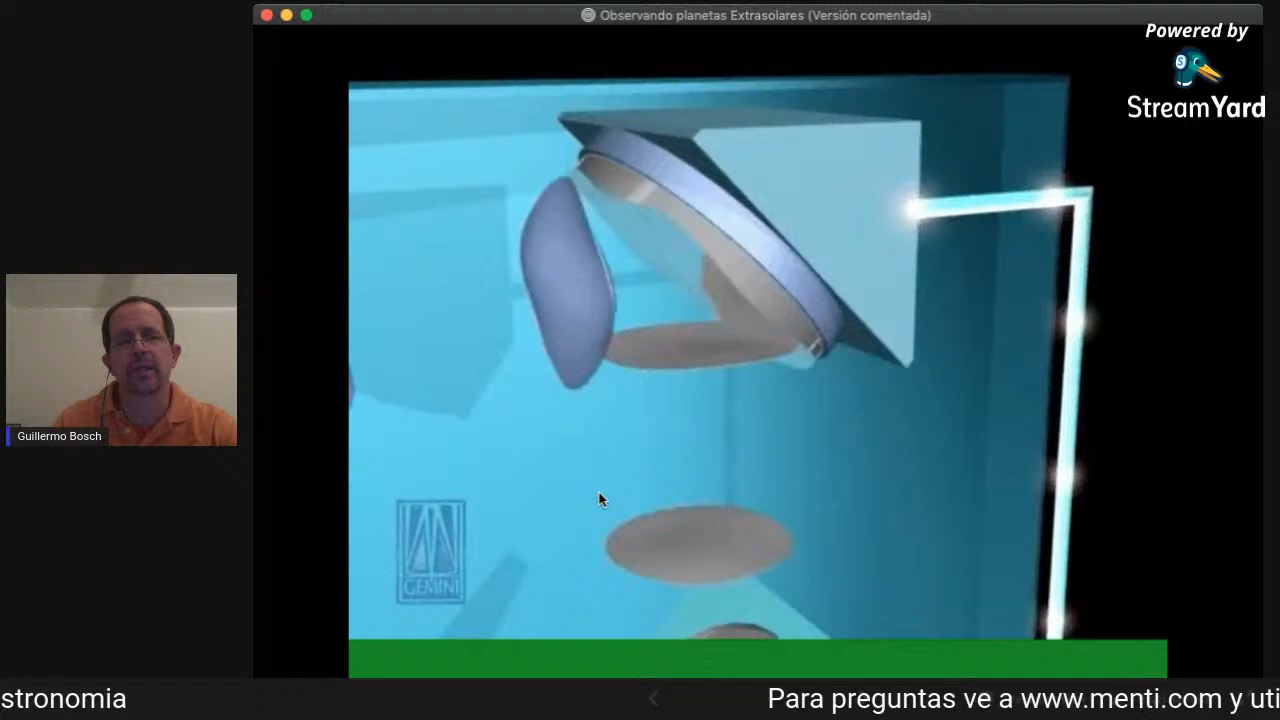 Observando planetas Extrasolares (Versión comentada)
Powered by
StreamYard
Guillermo Bosch
GEMINI
stronomia
Para preguntas ve a www.menti.com y uti